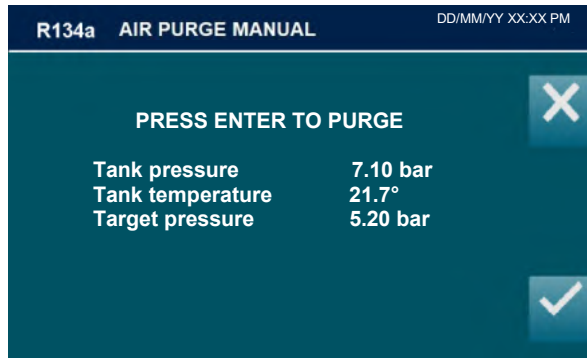 R134a AIR PURGE MANUAL DD/MM/YY XX:XX PM
PRESS ENTER TO PURGE
Tank pressure 7.10 bar
Tank temperature 21.7°
Target pressure 5.20 bar